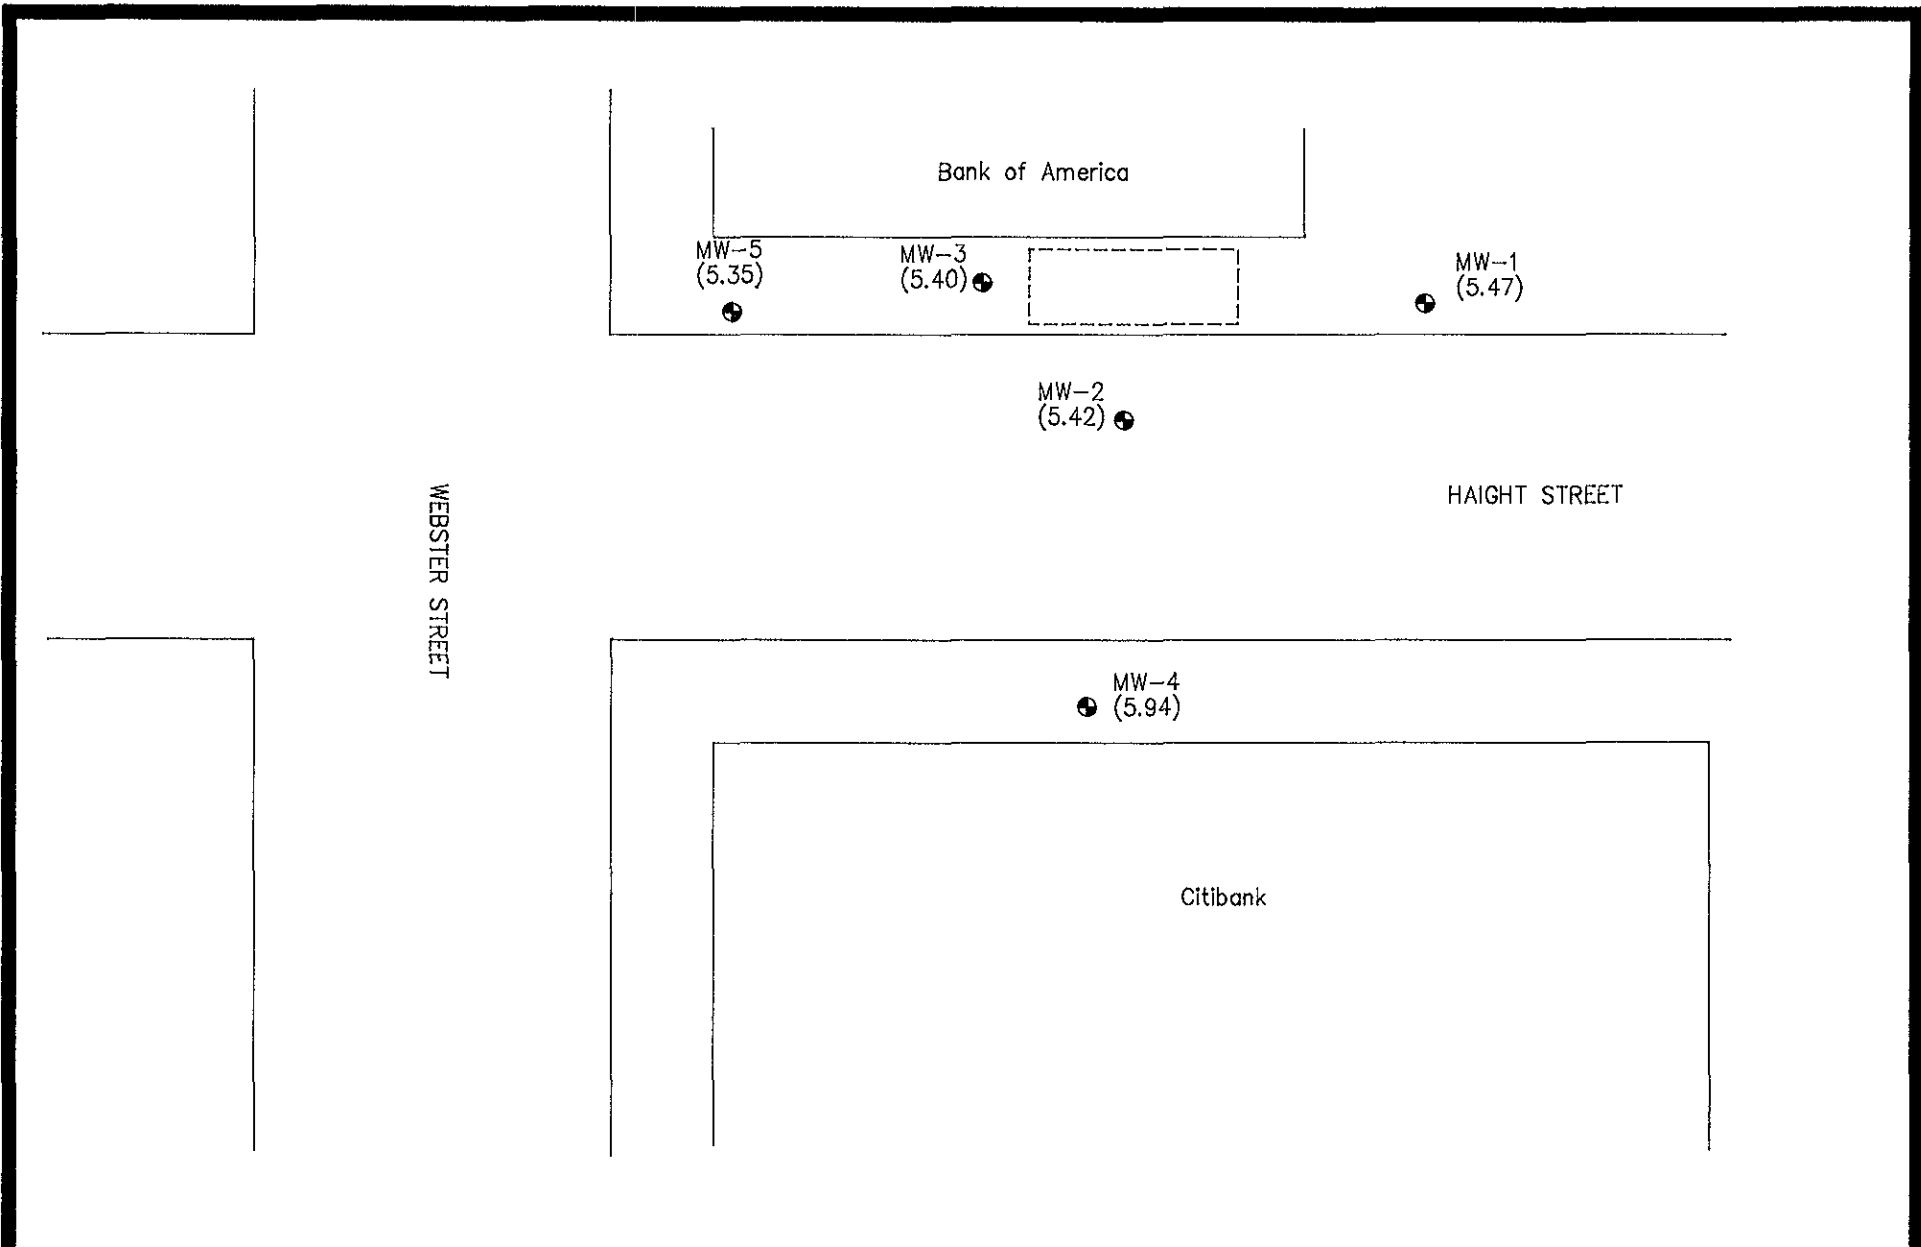 Bank of America
MW-5
(5.35)
MW-3
(5.40)
MW-1
(5.47)
MW-2
(5.42)
HAIGHT STREET
WEBSTER STREET
MW-4
(5.94)
Citibank